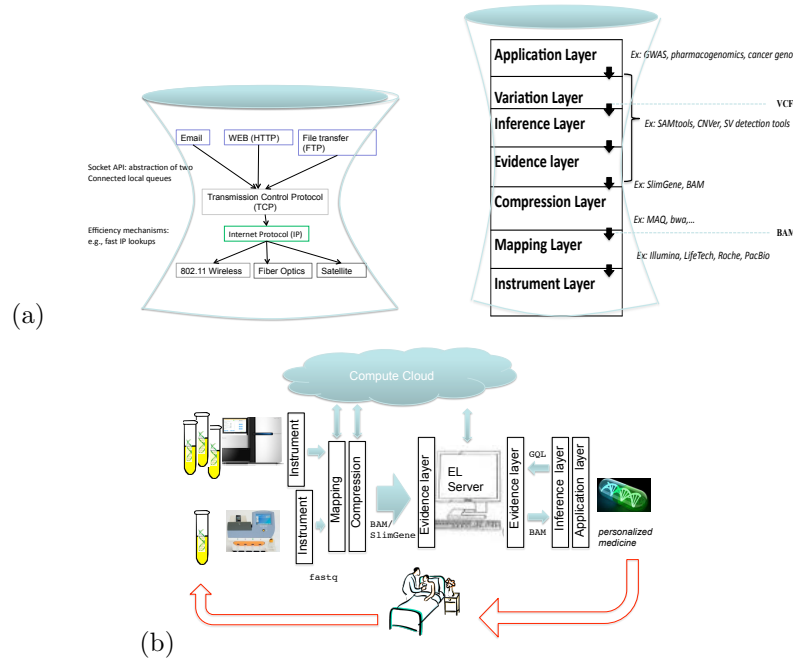 Email
WEB (HTTP)
File transfer
(FTP)
Socket API: abstraction of two
Connected local queues
Transmission Control Protocol
(TCP)
Efficiency mechanisms:
e.g., fast IP lookups
Internet Protocol (IP)
802.11 Wireless
Fiber Optics
Satellite
Application Layer
Ex: GWAS, pharmacogenomics, cancer geno
Variation Layer
VCF
Inference Layer
Ex: SAMtools, CNVer, SV detection tools
Evidence layer
Ex: SlimGene, BAM
Compression Layer
Ex: MAQ, bwa,...
BAM
Mapping Layer
Ex: Illumina, LifeTech, Roche, PacBio
Instrument Layer
(a)
Compute Cloud
Instrument
Instrument
fastq
Mapping
Compression
BAM/
SlimGene
Evidence layer
EL
Server
Evidence layer
GQL
BAM
Inference layer
Application layer
personalized
medicine
(b)